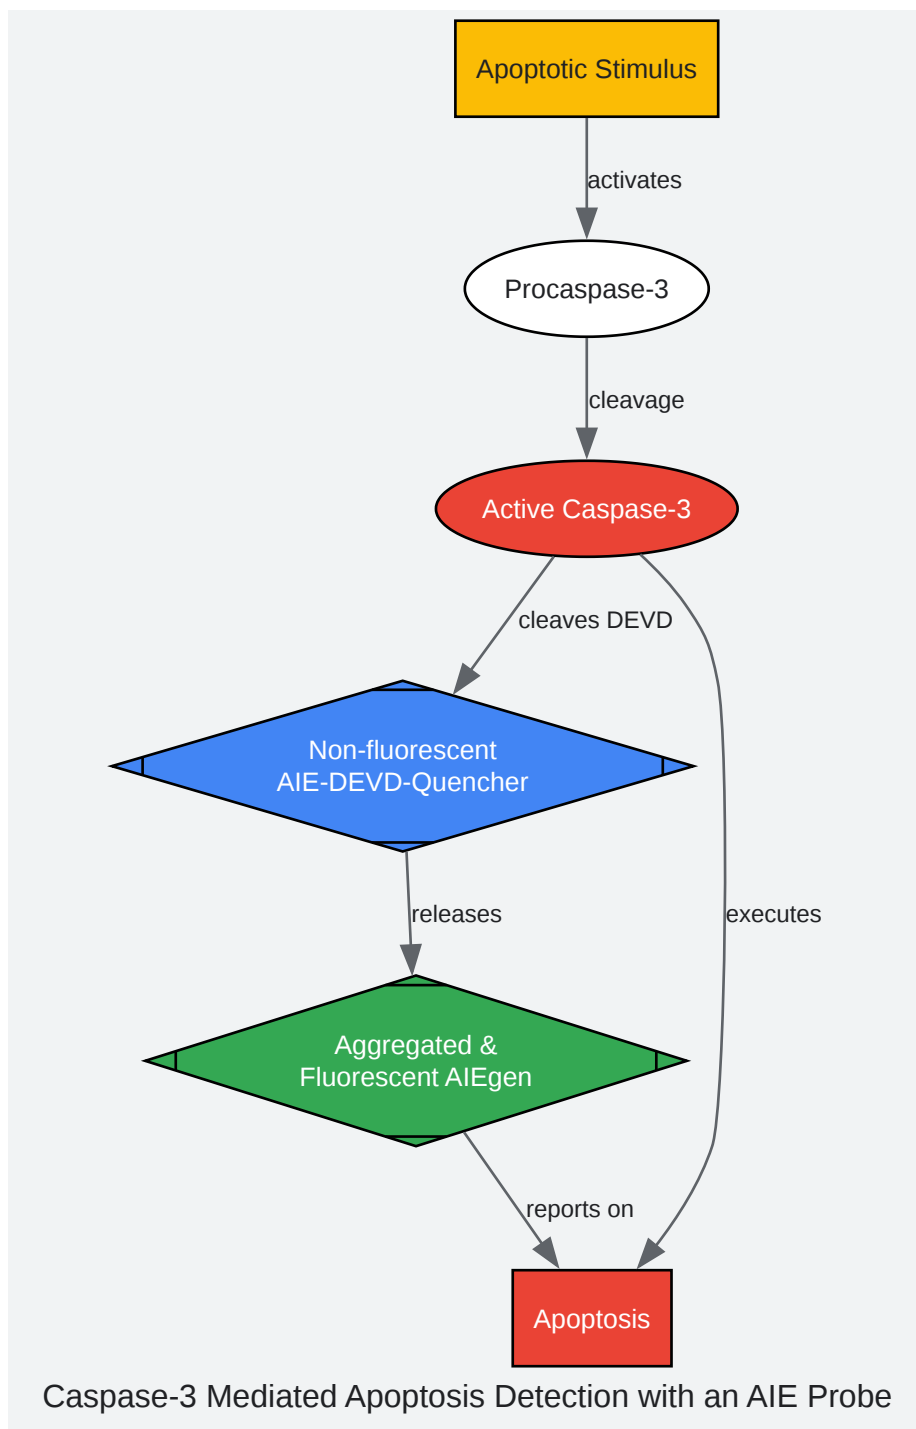 Apoptotic Stimulus
activates
Procaspase-3
cleavage
Active Caspase-3
cleaves DEVD
Non-fluorescent
AIE-DEVD-Quencher
releases
executes
Aggregated &
Fluorescent AIEgen
reports on
Apoptosis
Caspase-3 Mediated Apoptosis Detection with an AIE Probe